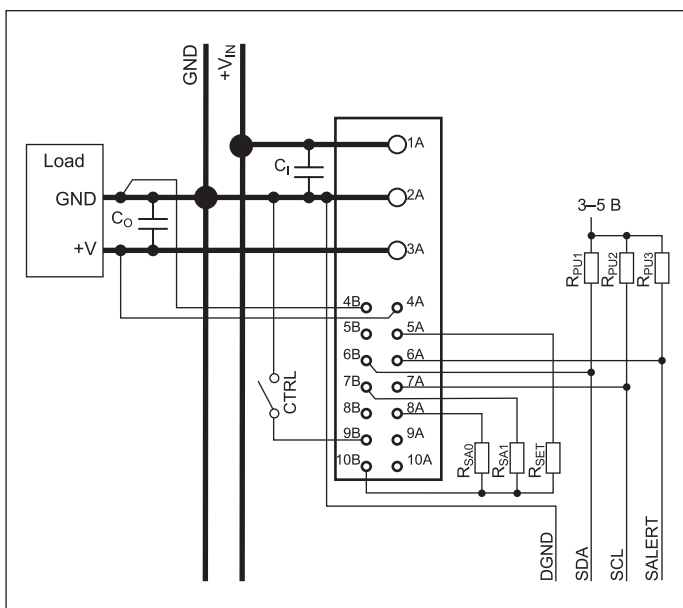 GND
+VIN
Load
GND
CO
+V
CI
1A
2A
3A
4B 4A
5B 5A
6B 6A
7B 7A
8B 8A
9B 9A
10B 10A
CTRL
3–5 В
RPU1
RPU2
RPU3
RSA0
RSA1
RSET
DGND
SDA
SCL
SALERT